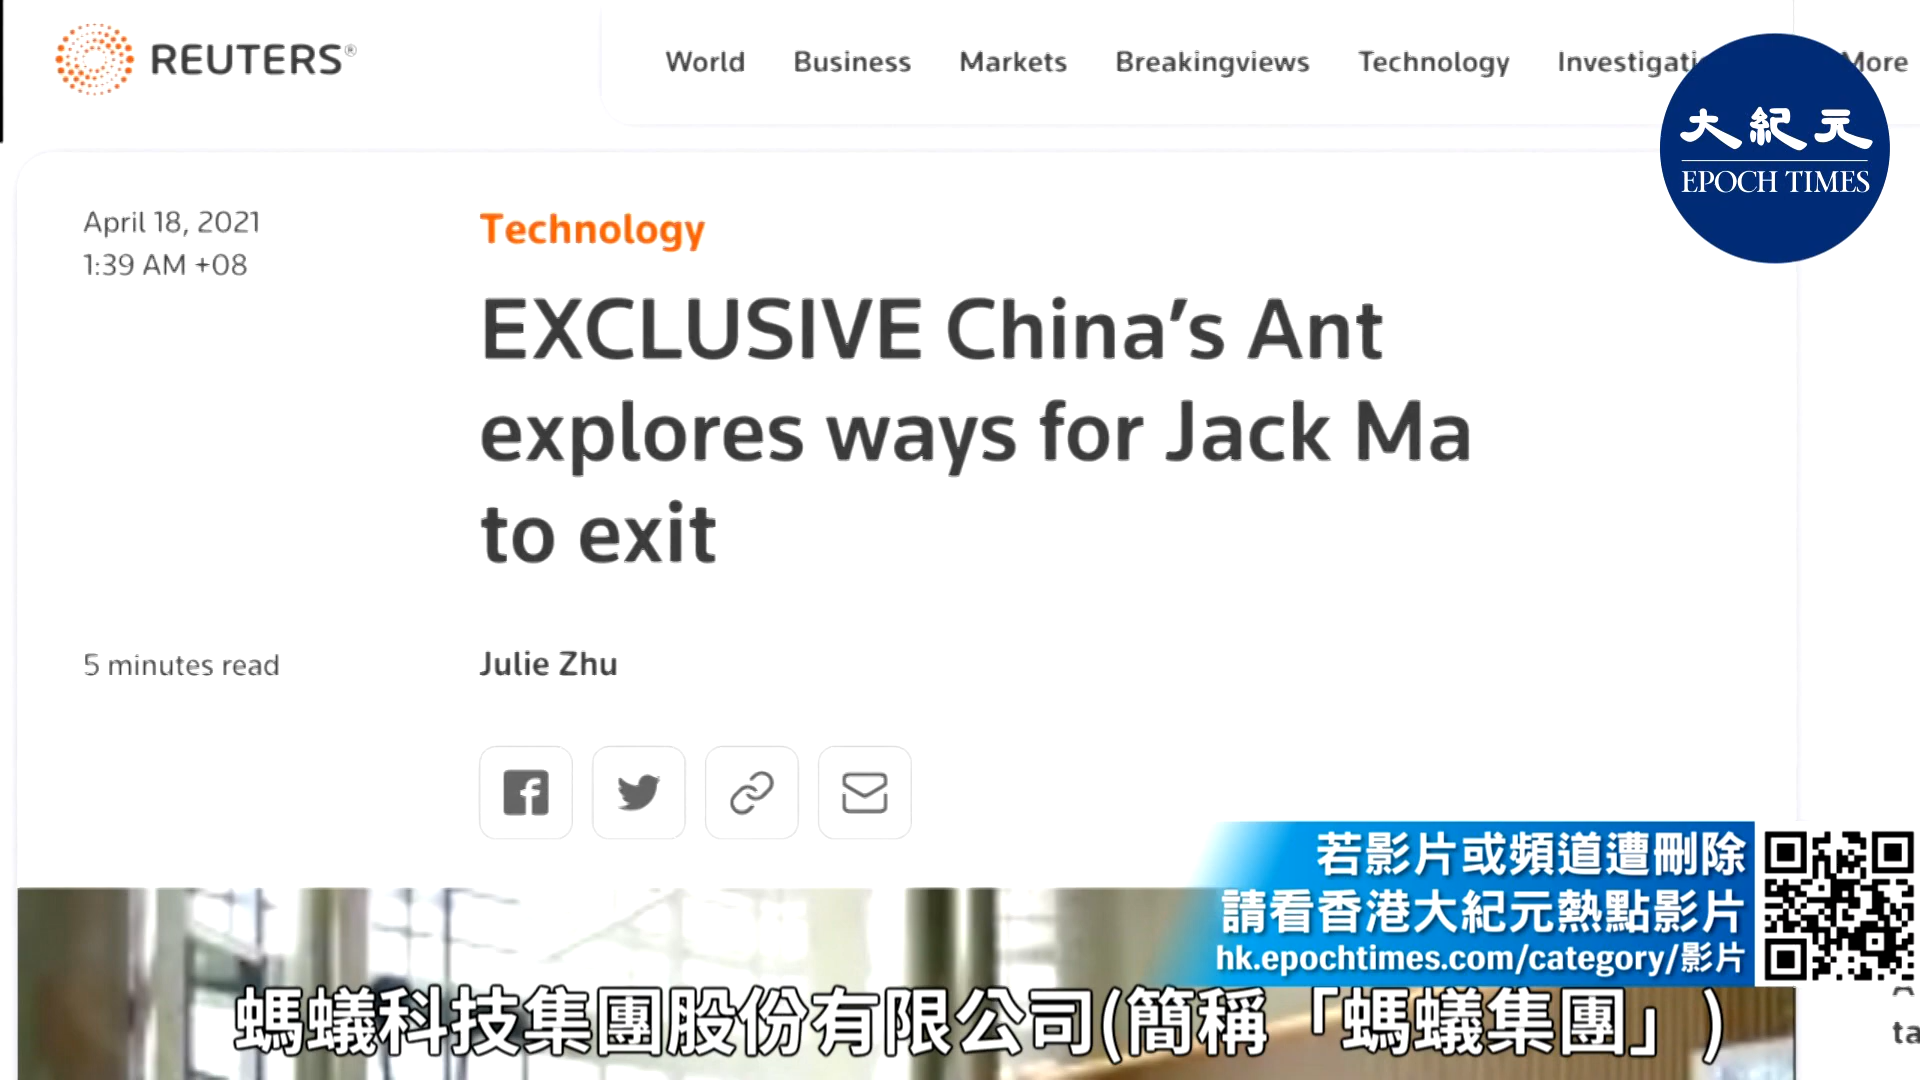 REUTERS®
World Business Markets Breakingviews Technology Investigati More
大紀元
EPOCH TIMES
April 18, 2021
1:39 AM +08
Technology
EXCLUSIVE China's Ant
explores ways for Jack Ma
to exit
5 minutes read
Julie Zhu
若影片或頻道遭刪除
請看香港大紀元熱點影片
hk.epochtimes.com/category/影片
螞蟻科技集團股份有限公司(簡稱「螞蟻集團」)
ta